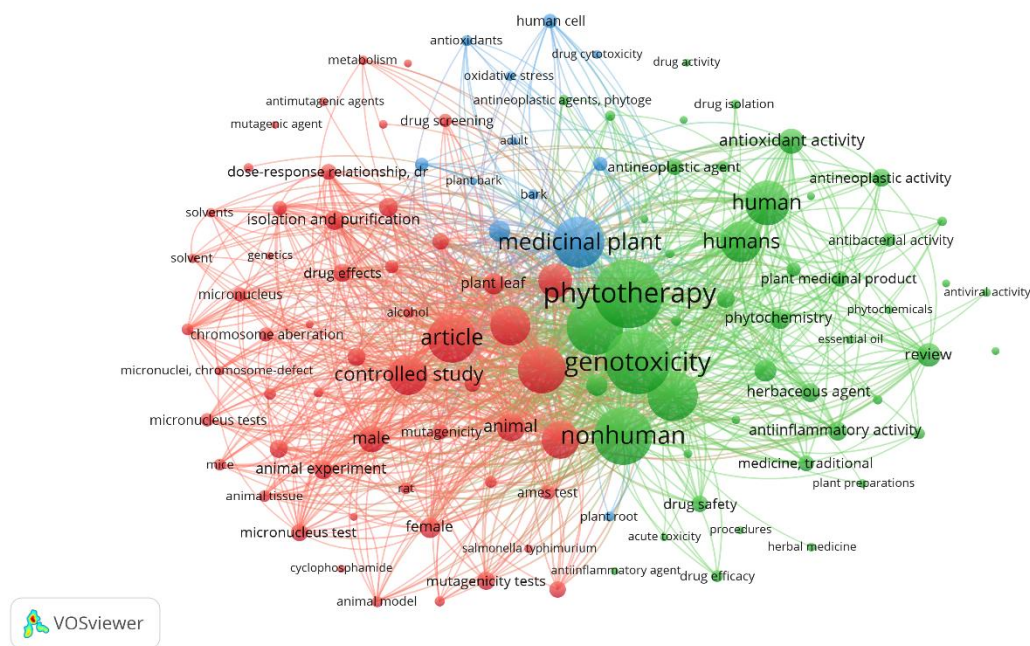 human cell
antioxidants
drug cytotoxicity
metabolism
drug activity
oxidative stress
antimutagenic agents
antineoplastic agents, phytoge
drug isolation
mutagenic agent
drug screening
adult
antioxidant activity
dose-response relationship, dr
plant bark
antineoplastic agent
antineoplastic activity
bark
human
solvents
isolation and purification
medicinal plant
humans
antibacterial activity
solvent
genetics
drug effects
plant leaf
plant medicinal product
micronucleus
phytotherapy
antiviral activity
alcohol
phytochemistry
phytochemicals
chromosome aberration
article
essential oil
micronuclei, chromosome-defect
controlled study
genotoxicity
review
herbaceous agent
micronucleus tests
male
mutagenicity
animal
nonhuman
antiinflammatory activity
mice
animal experiment
medicine, traditional
animal tissue
rat
ames test
plant preparations
drug safety
micronucleus test
female
plant root
acute toxicity
procedures
salmonella typhimurium
herbal medicine
cyclophosphamide
mutagenicity tests
antiinflammatory agent
drug efficacy
animal model
VOSviewer